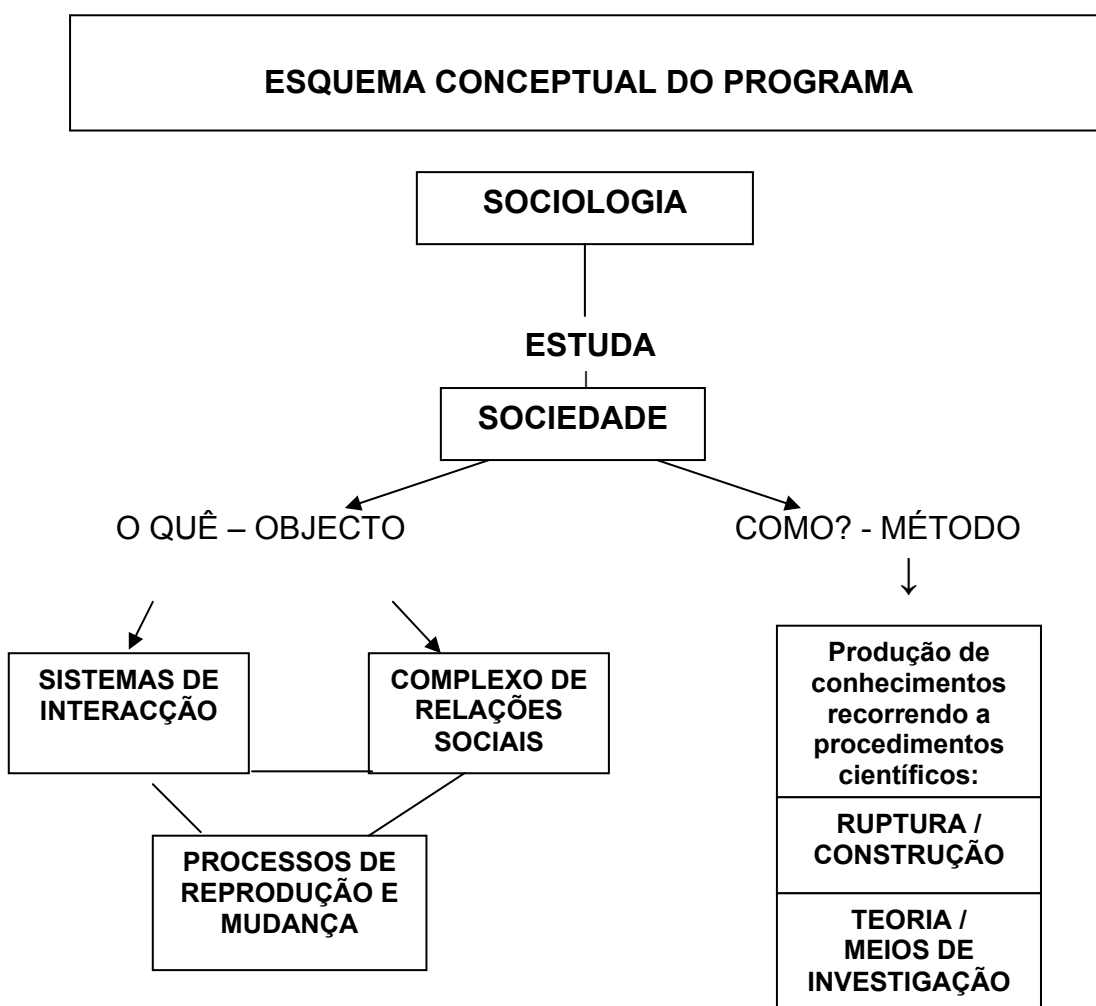 ESQUEMA CONCEPTUAL DO PROGRAMA
SOCIOLOGIA
ESTUDA
SOCIEDADE
O QUÊ – OBJECTO
COMO? - MÉTODO
↓
SISTEMAS DE
INTERACÇÃO
COMPLEXO DE
RELAÇÕES
SOCIAIS
PROCESSOS DE
REPRODUÇÃO E
MUDANÇA
Produção de
conhecimentos
recorrendo a
procedimentos
científicos:
RUPTURA /
CONSTRUÇÃO
TEORIA /
MEIOS DE
INVESTIGAÇÃO